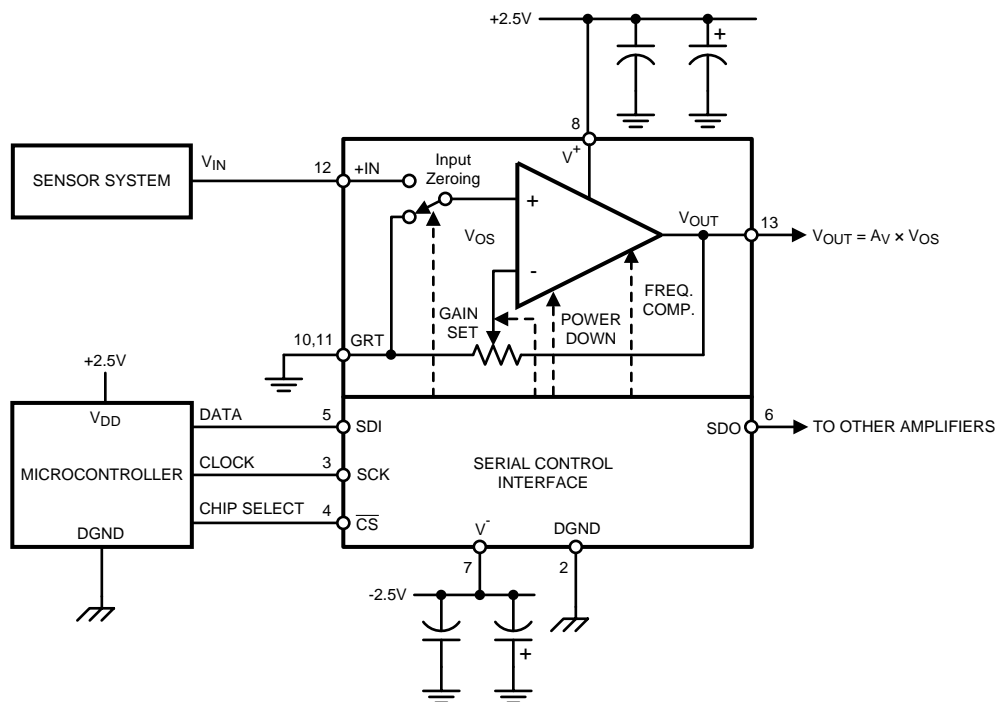 +2.5V
+
8
V+
SENSOR SYSTEM
VIN
12
+IN
Input
Zeroing
+
VOS
-
VOUT
13
VOUT = AV × VOS
GAIN
SET
POWER
DOWN
FREQ.
COMP.
10,11
GRT
+2.5V
VDD
MICROCONTROLLER
DGND
DATA
5
SDI
CLOCK
3
SCK
CHIP SELECT
4
CS
SERIAL CONTROL
INTERFACE
SDO
6
TO OTHER AMPLIFIERS
V-
DGND
7
2
-2.5V
+